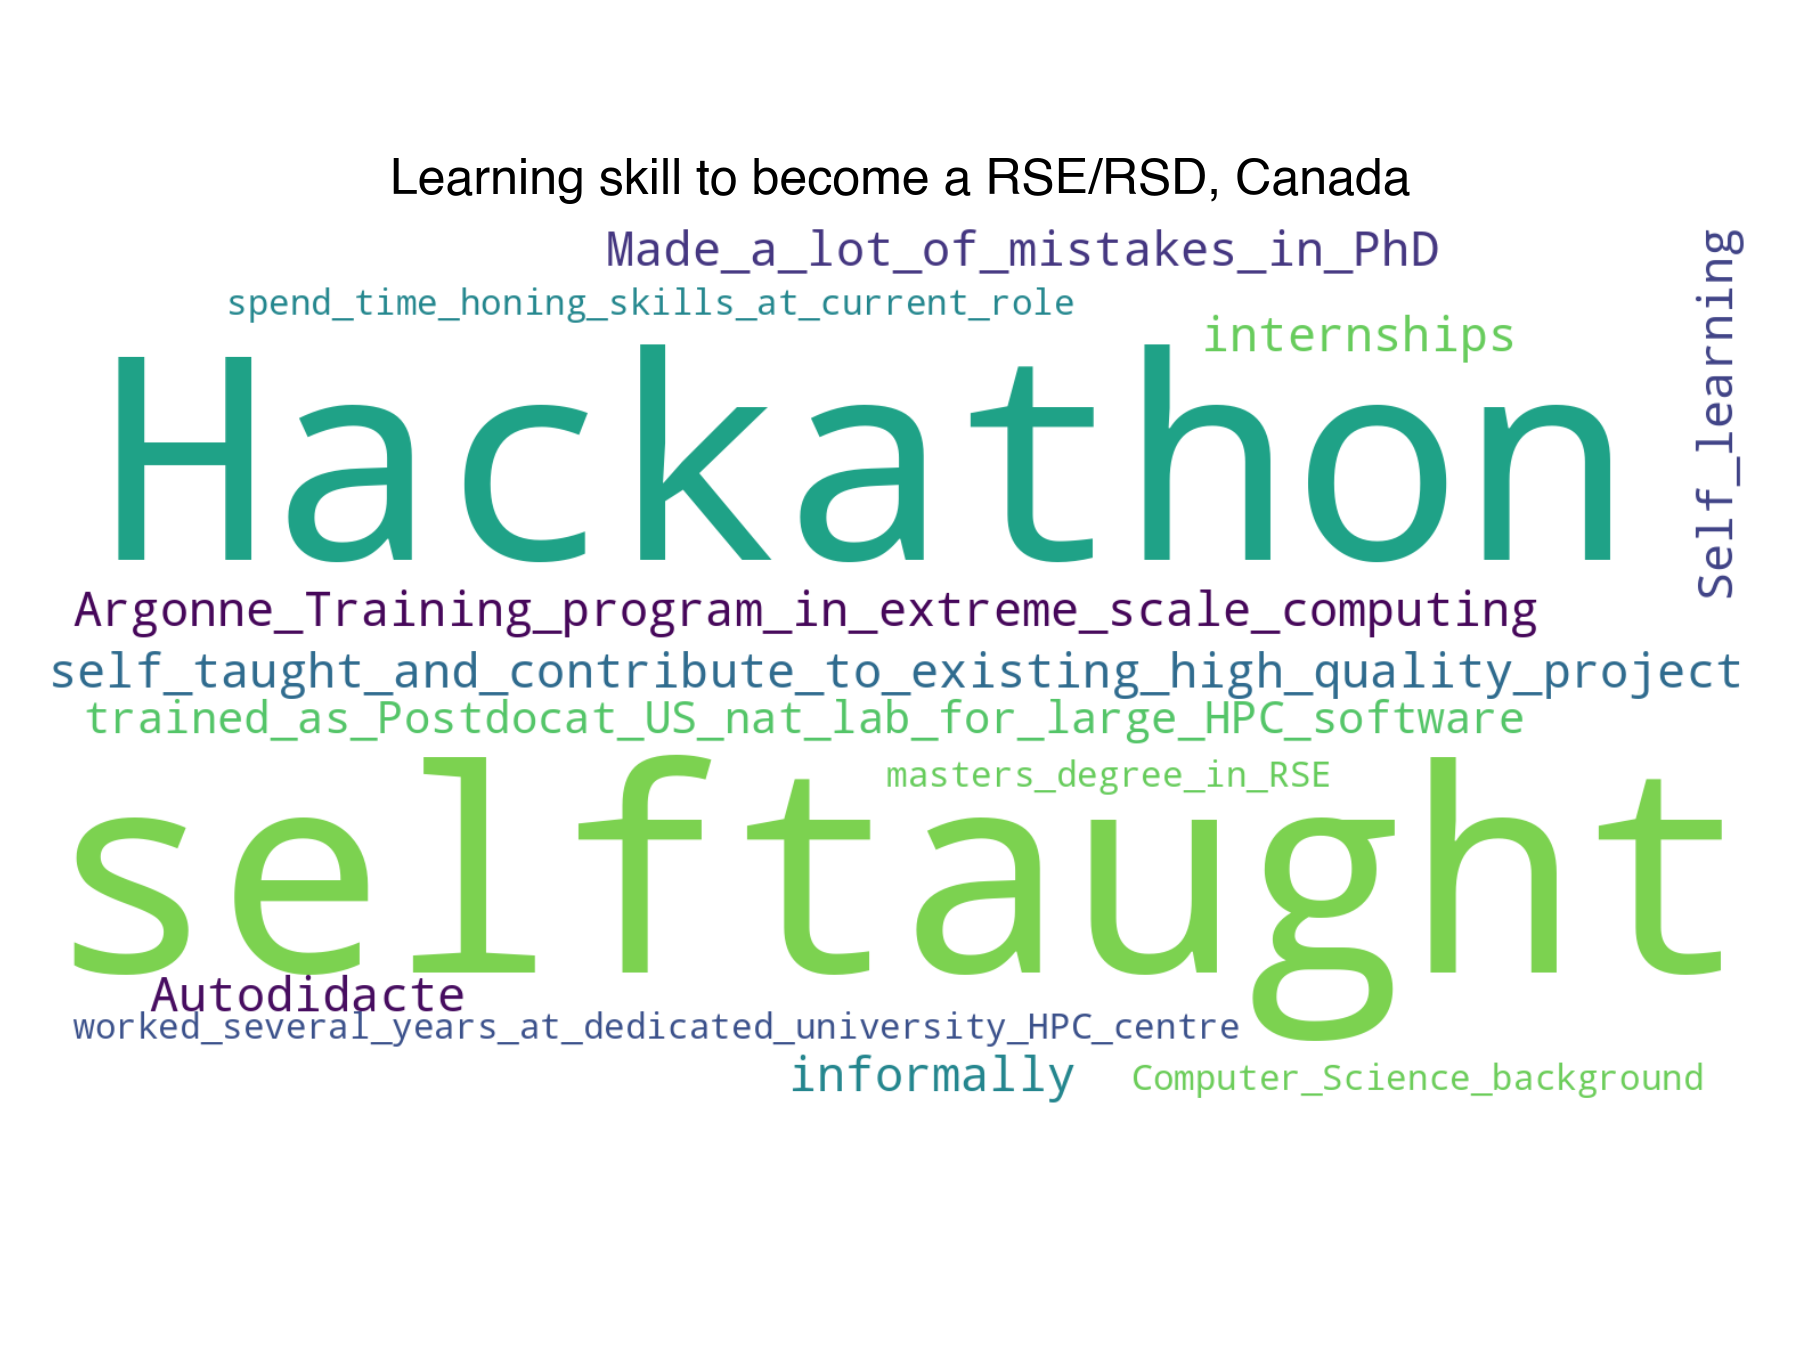 Learning skill to become a RSE/RSD, Canada
Made_a_lot_of_mistakes_in_PhD
Self_learning
spend_time_honing_skills_at_current_role
internships
Hackathon
Argonne_Training_program_in_extreme_scale_computing
self_taught_and_contribute_to_existing_high_quality_project
trained_as_Postdocat_US_nat_lab_for_large_HPC_software
masters_degree_in_RSE
selftaught
Autodidacte
worked_several_years_at_dedicated_university_HPC_centre
informally
Computer_Science_background